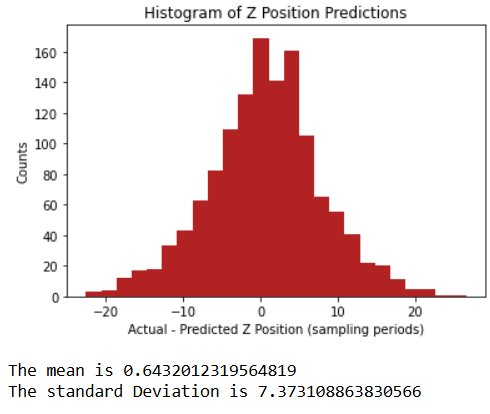 Histogram of Z Position Predictions
160
140
120
100
80
60
40
20
0
Counts
−20 −10 0 10 20
Actual - Predicted Z Position (sampling periods)
The mean is 0.6432012319564819
The standard Deviation is 7.373108863830566